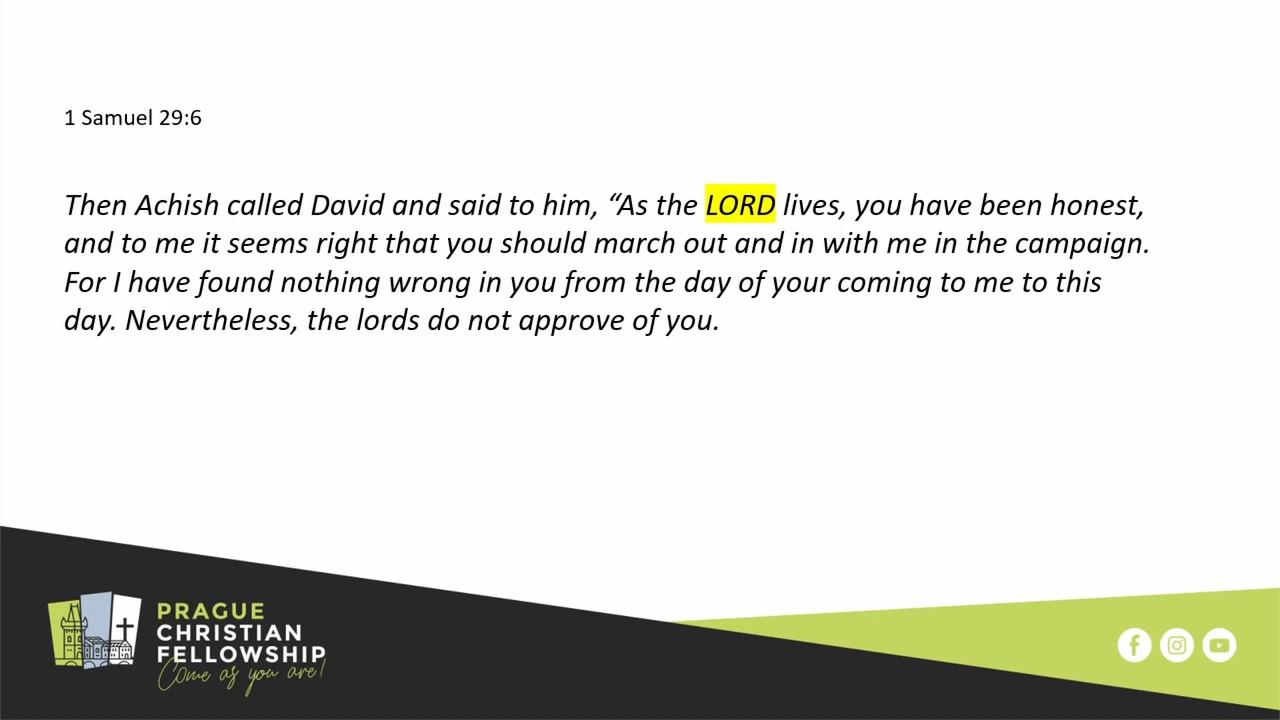 1 Samuel 29:6
Then Achish called David and said to him, “As the LORD lives, you have been honest,
and to me it seems right that you should march out and in with me in the campaign.
For I have found nothing wrong in you from the day of your coming to me to this
day. Nevertheless, the lords do not approve of you.
PRAGUE
CHRISTIAN
FELLOWSHIP
Come as you are!